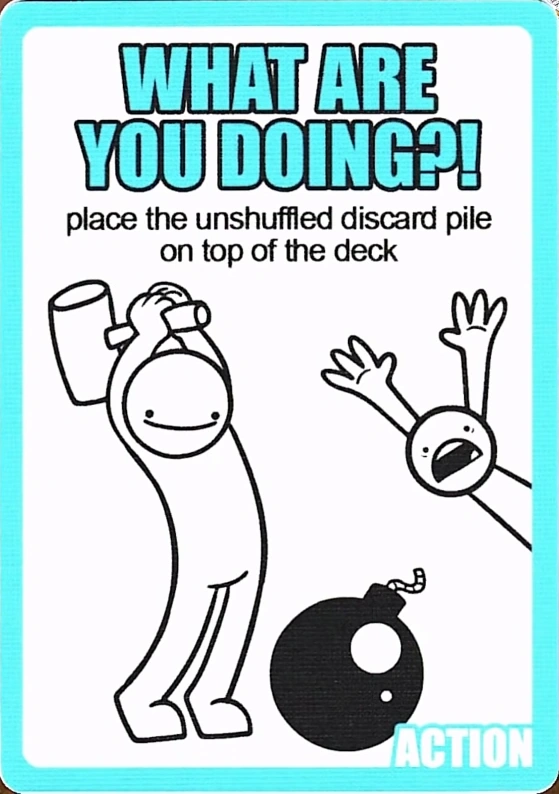 WHAT ARE
YOU DOING?!
place the unshuffled discard pile
on top of the deck
ACTION